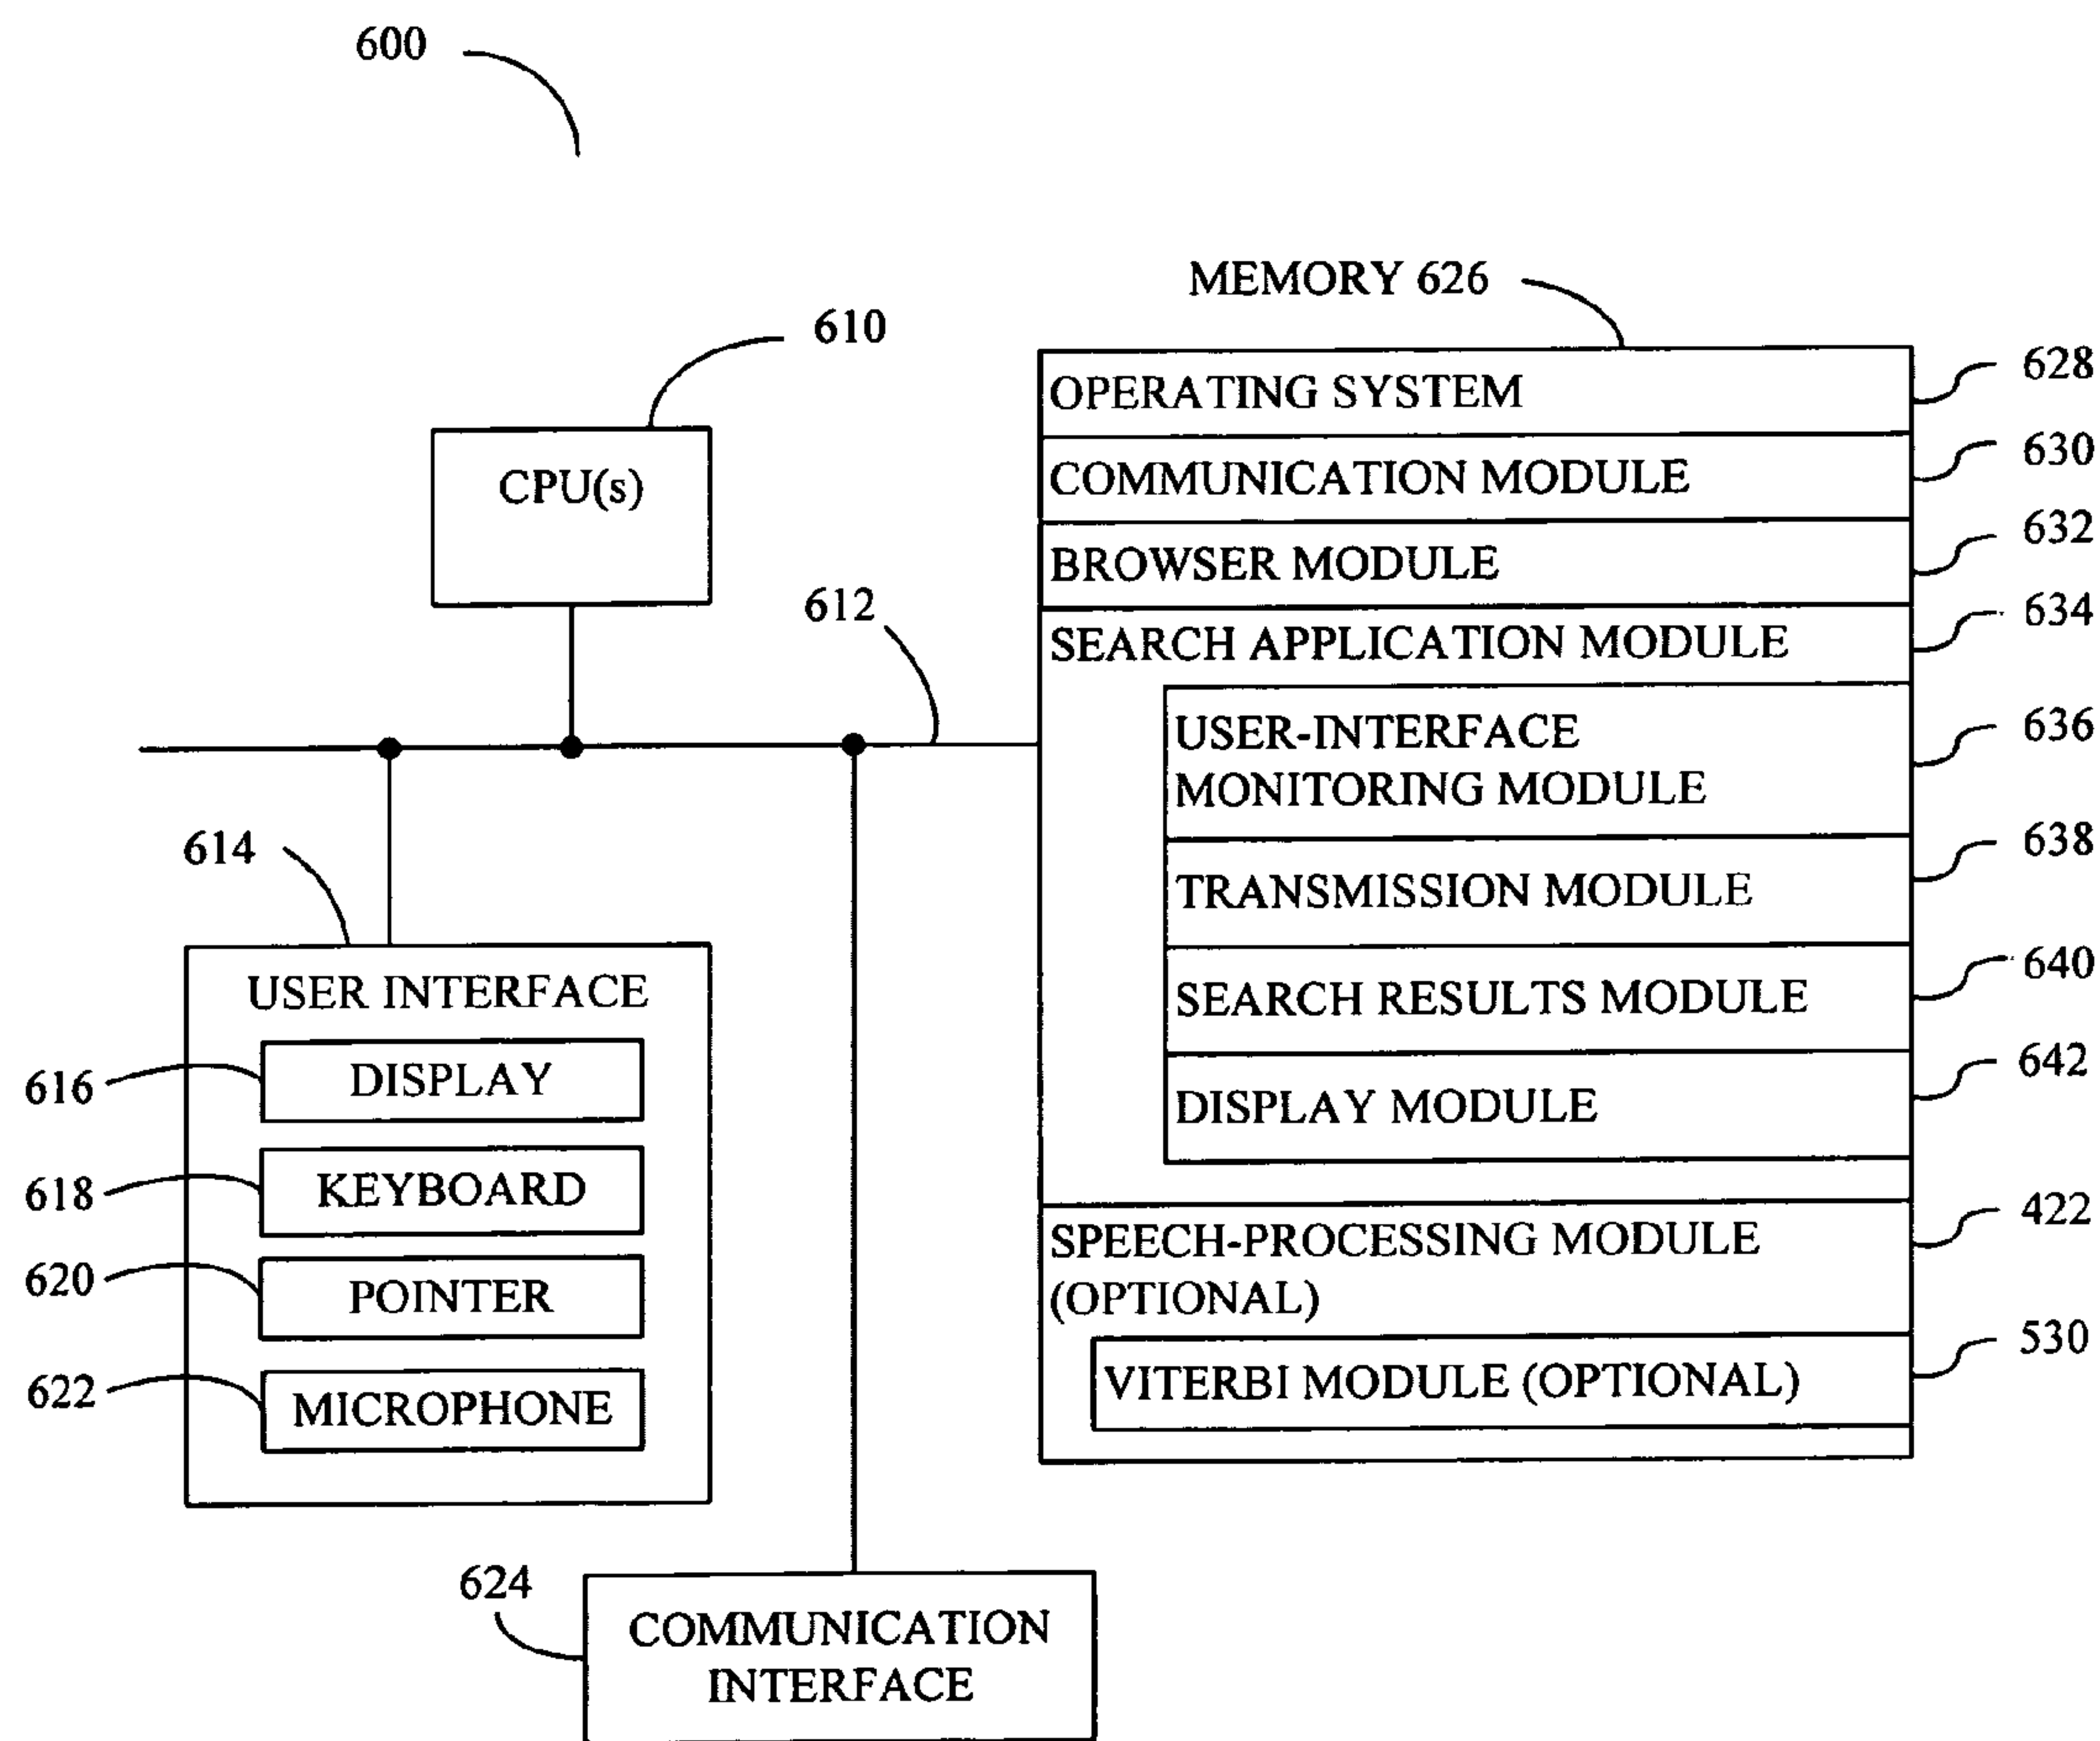 600
MEMORY 626
610
CPU(s)
612
OPERATING SYSTEM
628
COMMUNICATION MODULE
630
BROWSER MODULE
632
SEARCH APPLICATION MODULE
634
USER-INTERFACE
MONITORING MODULE
636
TRANSMISSION MODULE
638
SEARCH RESULTS MODULE
640
DISPLAY MODULE
642
SPEECH-PROCESSING MODULE
(OPTIONAL)
422
VITERBI MODULE (OPTIONAL)
530
614
USER INTERFACE
616
DISPLAY
618
KEYBOARD
620
POINTER
622
MICROPHONE
624
COMMUNICATION
INTERFACE